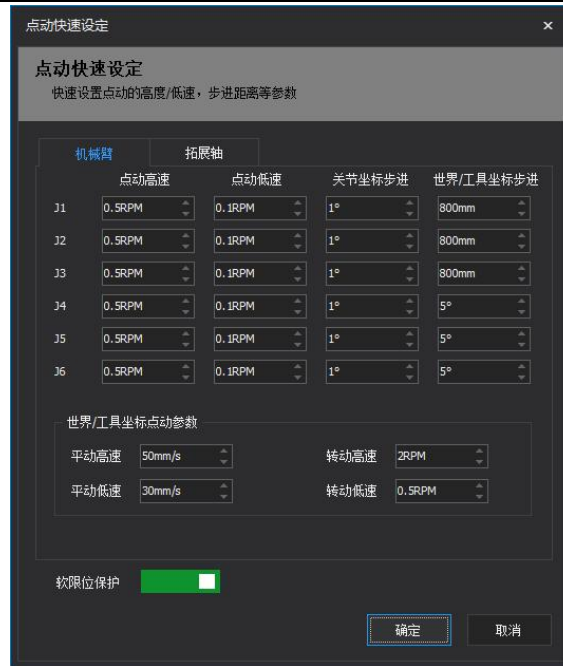 点动快速设定 ×
点动快速设定
快速设置点动的高度/低速，步进距离等参数
机械臂 拓展轴
点动高速 点动低速 关节坐标步进 世界/工具坐标步进
J1 0.5RPM 0.1RPM 1° 800mm
J2 0.5RPM 0.1RPM 1° 800mm
J3 0.5RPM 0.1RPM 1° 800mm
J4 0.5RPM 0.1RPM 1° 5°
J5 0.5RPM 0.1RPM 1° 5°
J6 0.5RPM 0.1RPM 1° 5°
世界/工具坐标点动参数
平动高速 50mm/s 转动高速 2RPM
平动低速 30mm/s 转动低速 0.5RPM
软限位保护
确定 取消